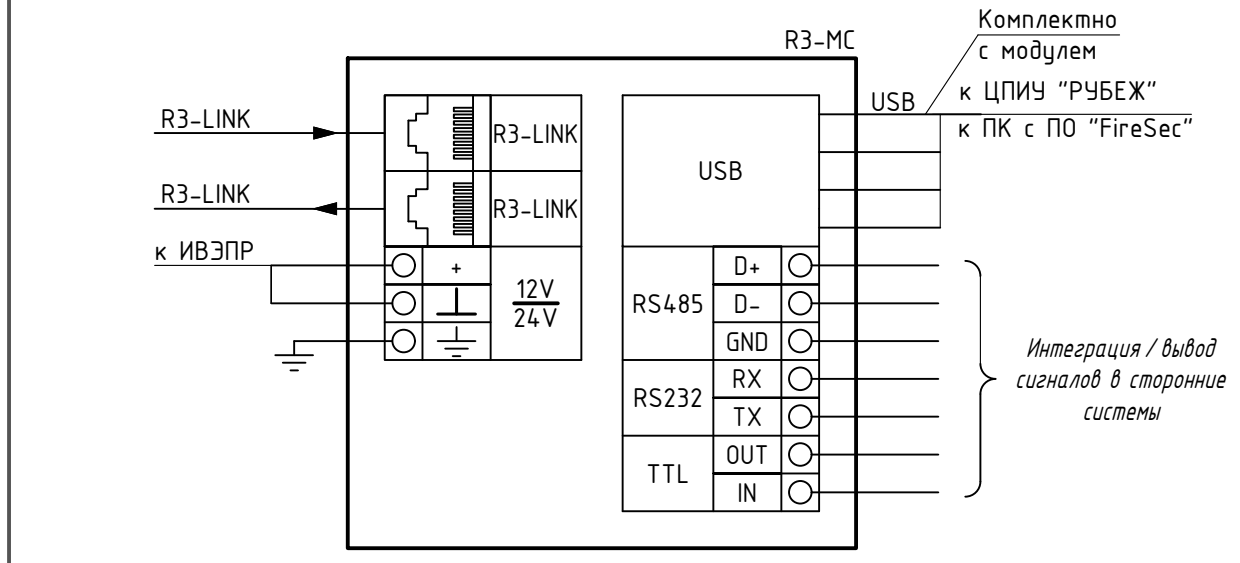 Комплектно
с модулем
R3-МС
USB
к ЦПИУ "РУБЕЖ"
к ПК с ПО "FireSec"
R3-LINK
R3-LINK
R3-LINK
R3-LINK
к ИВЭПР
+
12V
24V
USB
RS485
D+
D-
GND
RS232
RX
TX
TTL
OUT
IN
Интеграция / вывод
сигналов в сторонние
системы